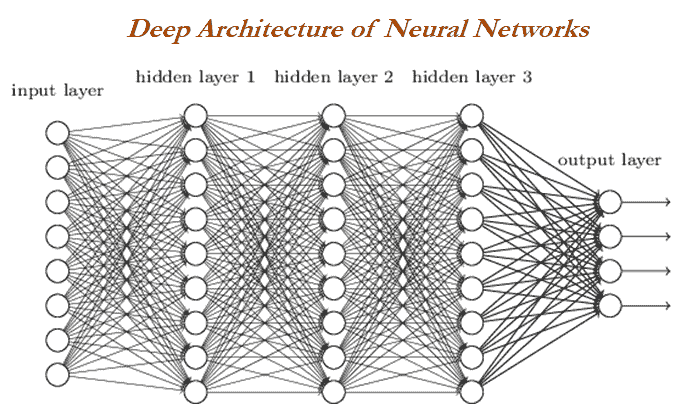 Deep Architecture of Neural Networks
hidden layer 1 hidden layer 2 hidden layer 3
input layer
output layer